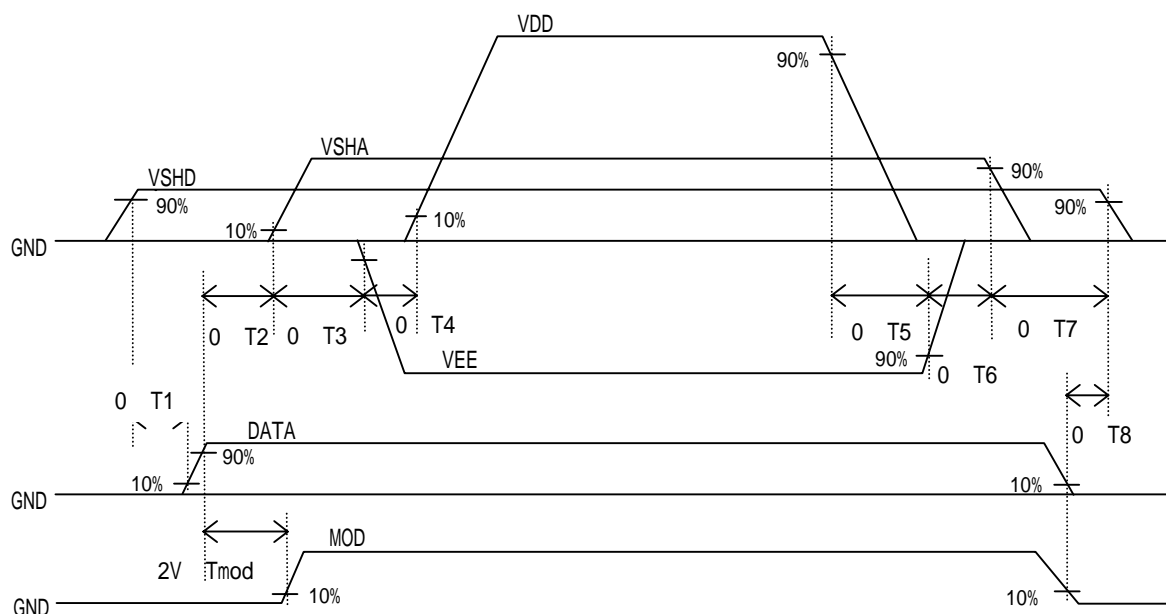 VDD
90%
VSHA
90%
VSHD
90%
10%
10%
90%
GND
0 T2
0 T3
0 T4
0 T5
0 T7
VEE
90%
0 T6
0 T1
0 T8
DATA
90%
10%
10%
GND
MOD
2V Tmod
10%
10%
GND